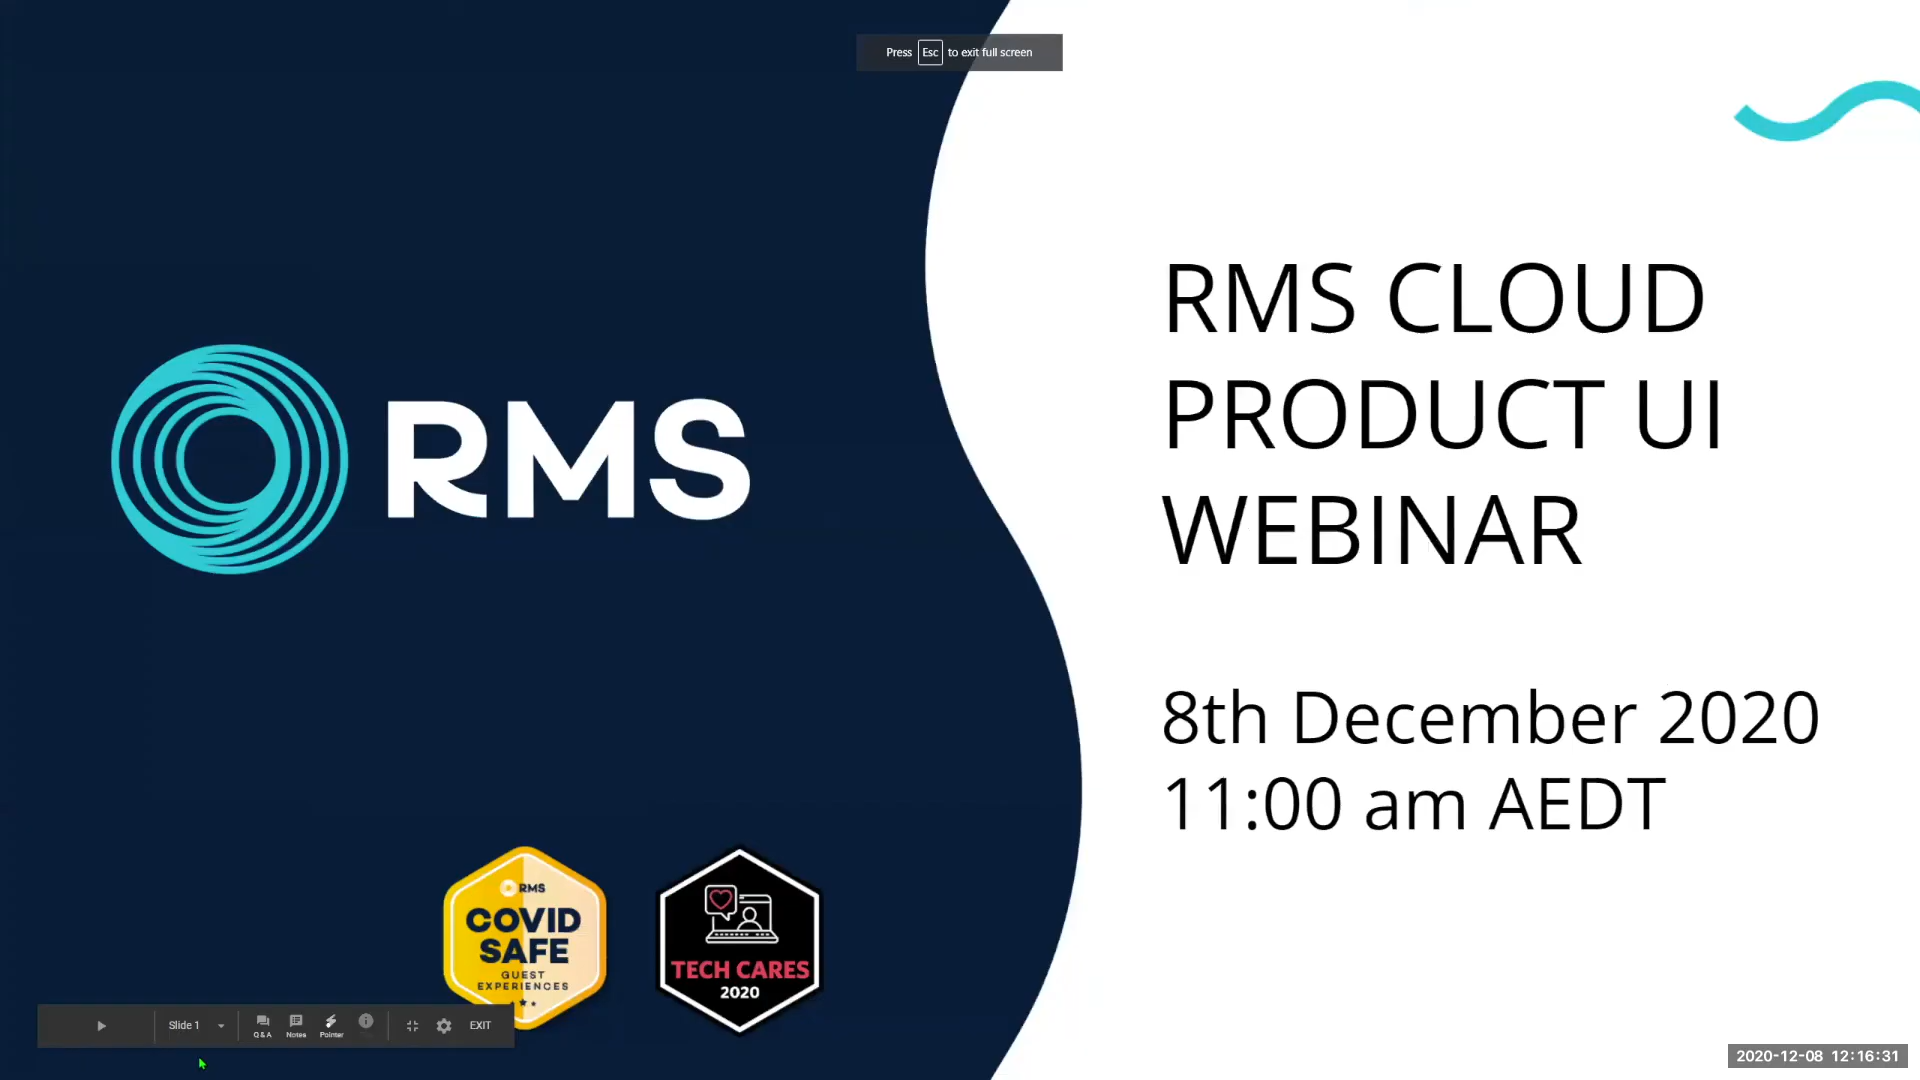 Press Esc to exit full screen
RMS
RMS CLOUD
PRODUCT UI
WEBINAR
8th December 2020
11:00 am AEDT
RMS
COVID
SAFE
GUEST
EXPERIENCES
TECH CARES
2020
Slide 1
Q&A
Notes
Pointer
EXIT
2020-12-08 12:16:31